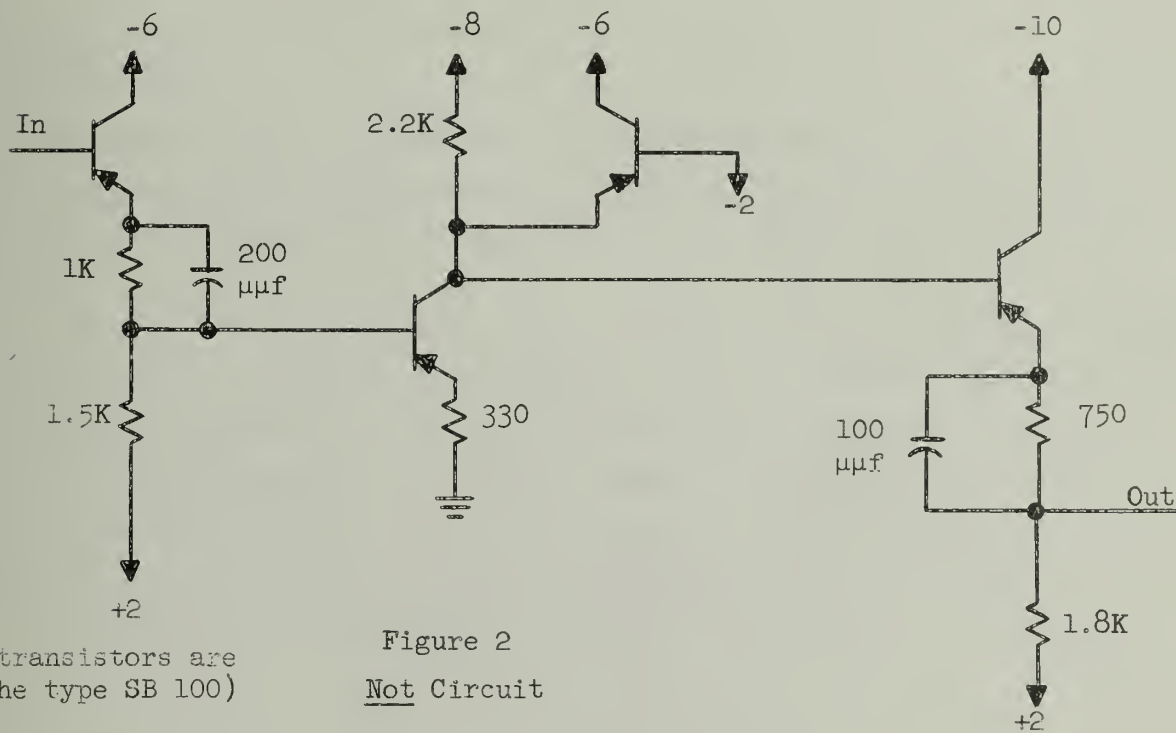 -6
-8
-6
-10
In
2.2K
-2
1K
200
μμf
1.5K
330
100
μμf
750
Out
+2
1.8K
+2
transistors are
he type SB 100)
Figure 2
Not Circuit